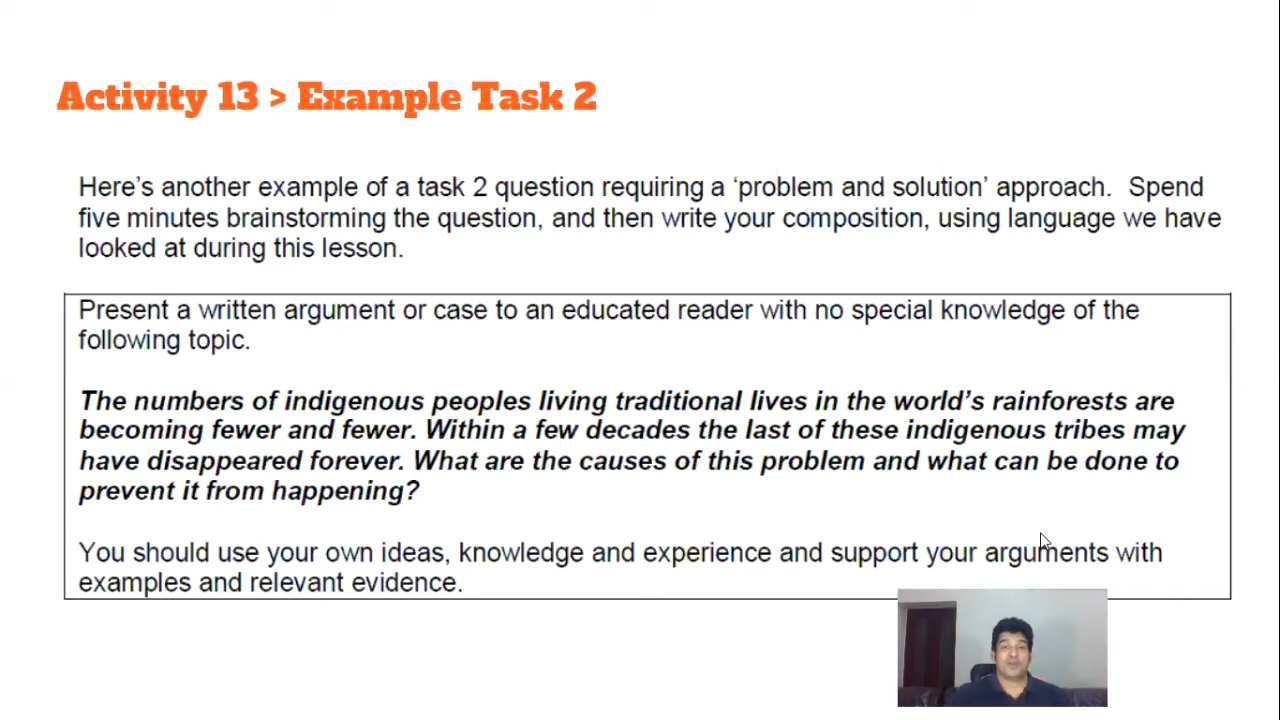 Activity 13 > Example Task 2
Here’s another example of a task 2 question requiring a ‘problem and solution’ approach.  Spend
five minutes brainstorming the question, and then write your composition, using language we have
looked at during this lesson.
Present a written argument or case to an educated reader with no special knowledge of the
following topic.
The numbers of indigenous peoples living traditional lives in the world’s rainforests are
becoming fewer and fewer. Within a few decades the last of these indigenous tribes may
have disappeared forever. What are the causes of this problem and what can be done to
prevent it from happening?
You should use your own ideas, knowledge and experience and support your arguments with
examples and relevant evidence.